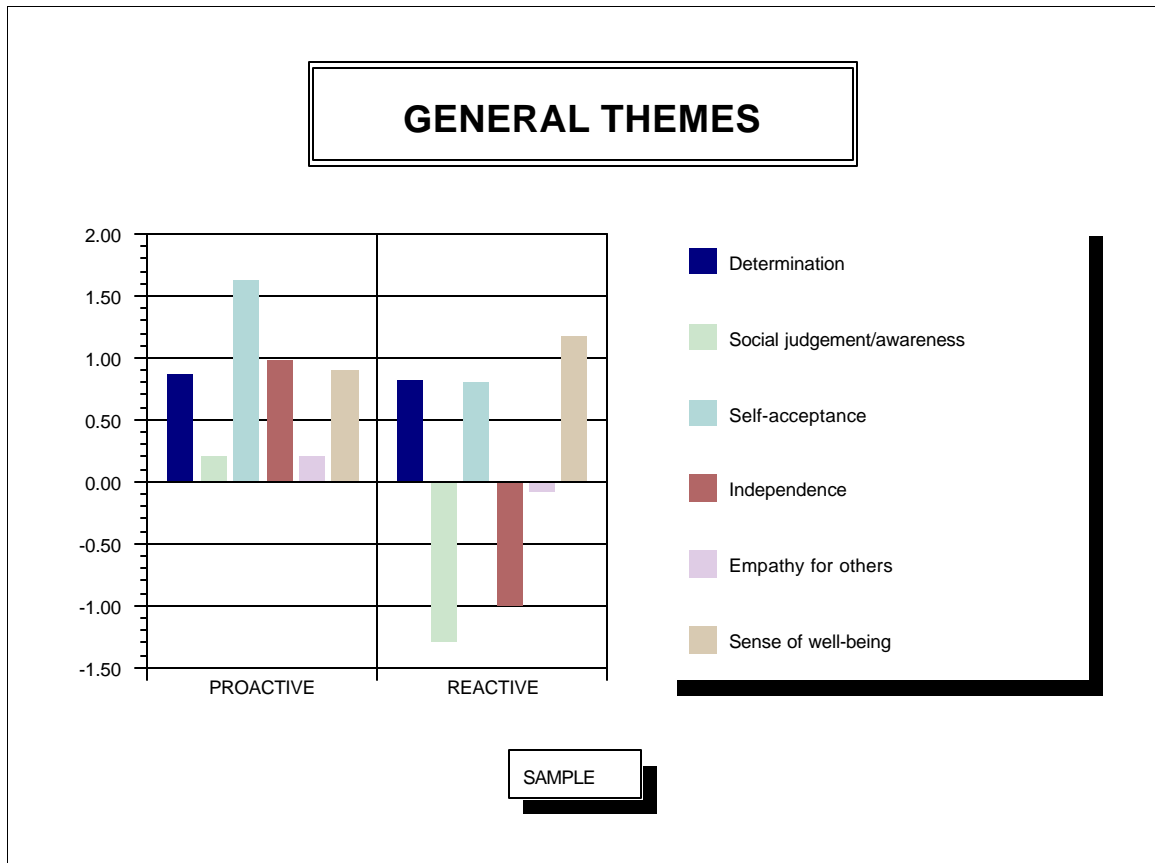 GENERAL THEMES
2.00
1.50
1.00
0.50
0.00
-0.50
-1.00
-1.50
PROACTIVE
REACTIVE
Determination
Social judgement/awareness
Self-acceptance
Independence
Empathy for others
Sense of well-being
SAMPLE